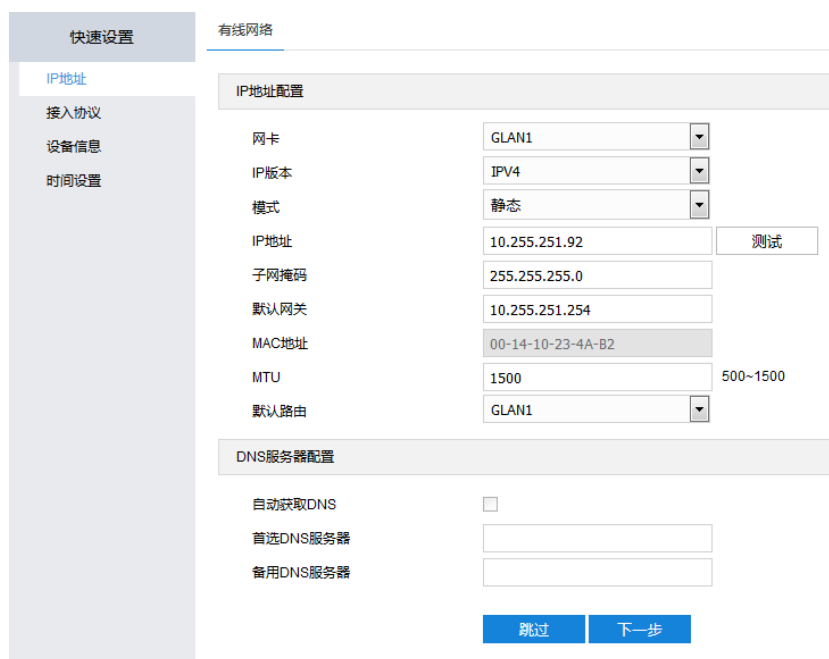 快速设置
IP地址
接入协议
设备信息
时间设置
有线网络
IP地址配置
网卡 GLAN1
IP版本 IPV4
模式 静态
IP地址 10.255.251.92 测试
子网掩码 255.255.255.0
默认网关 10.255.251.254
MAC地址 00-14-10-23-4A-B2
MTU 1500 500~1500
默认路由 GLAN1
DNS服务器配置
自动获取DNS
首选DNS服务器
备用DNS服务器
跳过 下一步